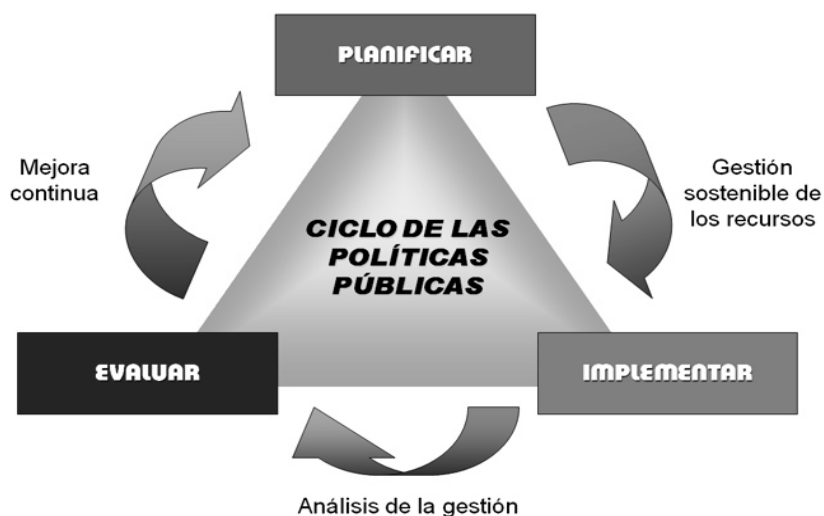 PLANIFICAR
Mejora
continua
Gestión
sostenible de
los recursos
CICLO DE LAS
POLÍTICAS
PÚBLICAS
EVALUAR
IMPLEMENTAR
Análisis de la gestión